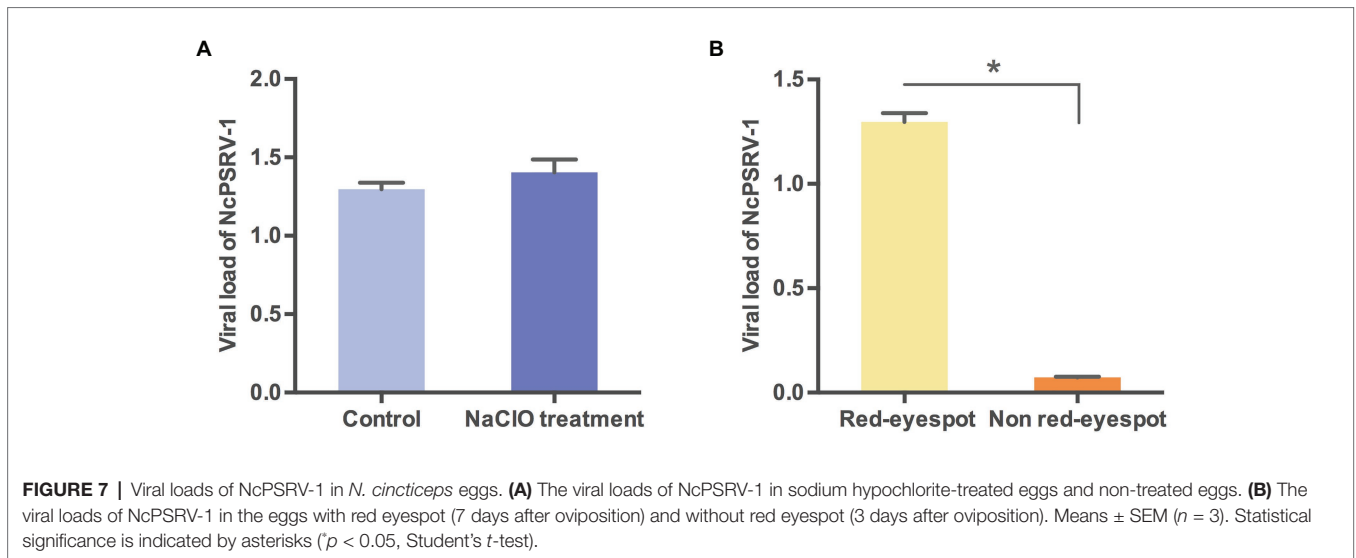 A
Viral load of NcPSRV-1
2.0
1.5
1.0
0.5
0.0
Control NaClO treatment
B
Viral load of NcPSRV-1
1.5
1.0
0.5
0.0
*
Red-eyespot Non red-eyespot
FIGURE 7 | Viral loads of NcPSRV-1 in N. cincticeps eggs. (A) The viral loads of NcPSRV-1 in sodium hypochlorite-treated eggs and non-treated eggs. (B) The
viral loads of NcPSRV-1 in the eggs with red eyespot (7 days after oviposition) and without red eyespot (3 days after oviposition). Means ± SEM (n = 3). Statistical
significance is indicated by asterisks (*p < 0.05, Student's t-test).